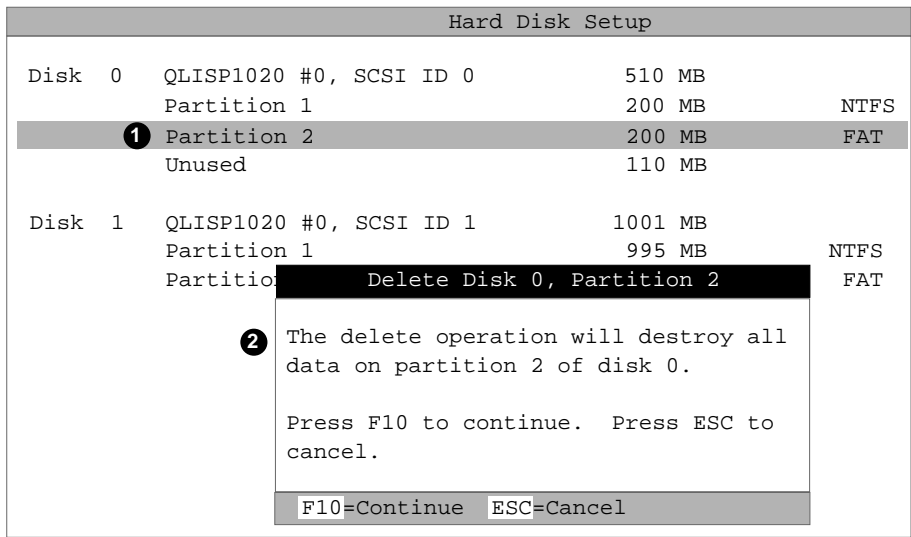 Hard Disk Setup
Disk 0 QLISP1020 #0, SCSI ID 0 510 MB
Partition 1 200 MB NTFS
1 Partition 2 200 MB FAT
Unused 110 MB
Disk 1 QLISP1020 #0, SCSI ID 1 1001 MB
Partition 1 995 MB NTFS
Partitio FAT
Delete Disk 0, Partition 2
2 The delete operation will destroy all
data on partition 2 of disk 0.
Press F10 to continue. Press ESC to
cancel.
F10=Continue ESC=Cancel